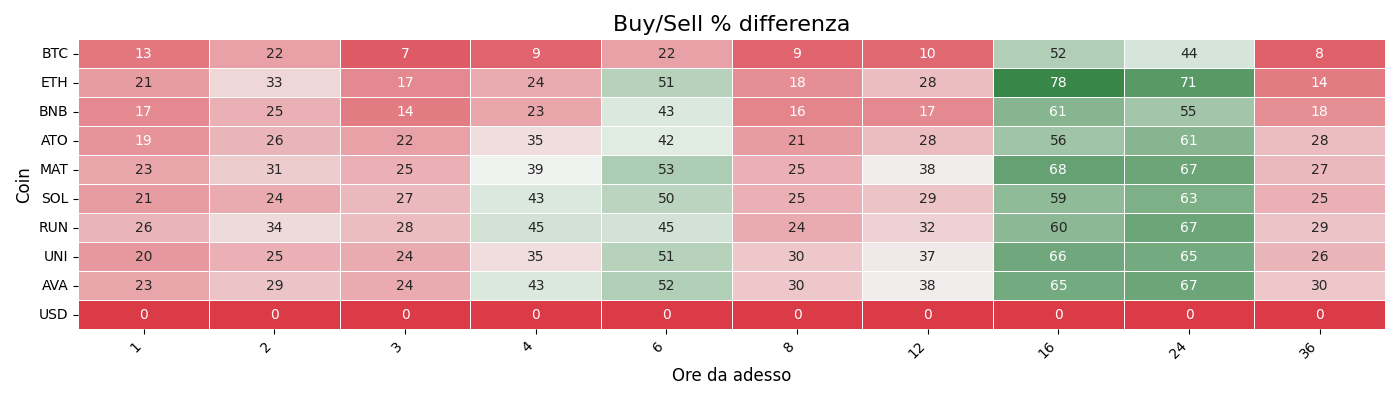 Buy/Sell % differenza
Coin
BTC 13 22 7 9 22 9 10 52 44 8
ETH 21 33 17 24 51 18 28 78 71 14
BNB 17 25 14 23 43 16 17 61 55 18
ATO 19 26 22 35 42 21 28 56 61 28
MAT 23 31 25 39 53 25 38 68 67 27
SOL 21 24 27 43 50 25 29 59 63 25
RUN 26 34 28 45 45 24 32 60 67 29
UNI 20 25 24 35 51 30 37 66 65 26
AVA 23 29 24 43 52 30 38 65 67 30
USD 0 0 0 0 0 0 0 0 0 0
1 2 3 4 6 8 12 16 24 36
Ore da adesso